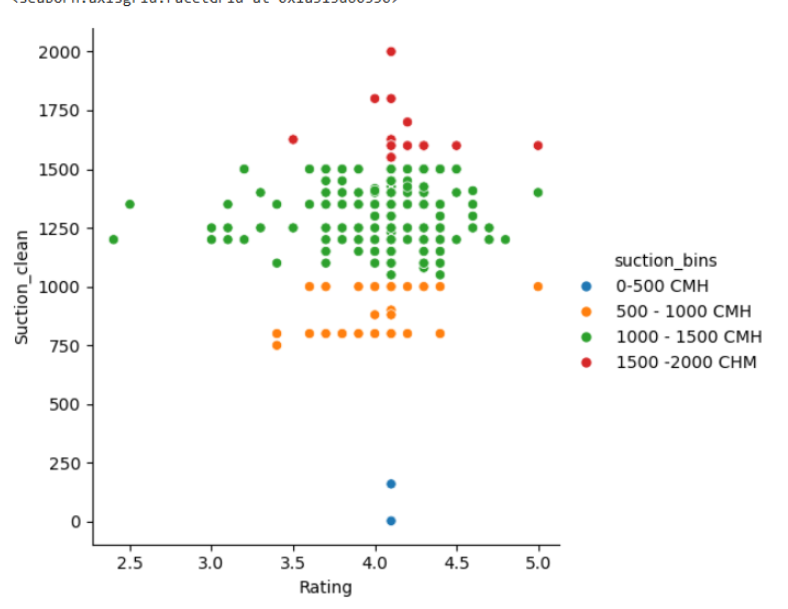 2000
1750
1500
1250
1000
750
500
250
0
Suction_clean
2.5 3.0 3.5 4.0 4.5 5.0
Rating
suction_bins
0-500 CMH
500 - 1000 CMH
1000 - 1500 CMH
1500 -2000 CHM